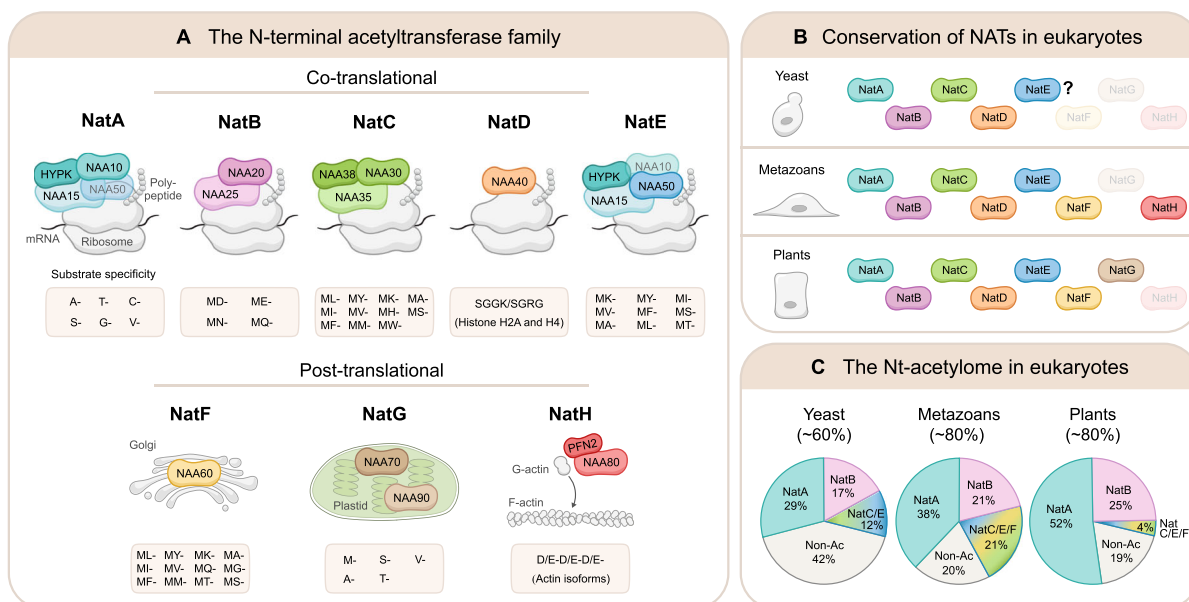 A The N-terminal acetyltransferase family
Co-translational
NatA NatB NatC NatD NatE
HYPK NAA10 NAA50 NAA15
Poly-
peptide
mRNA Ribosome
NAA20 NAA25
NAA38 NAA30 NAA35
NAA40
HYPK NAA10 NAA50 NAA15
Substrate specificity
A- T- C-
S- G- V-
MD- ME-
MN- MQ-
ML- MY- MK- MA-
MI- MV- MH- MS-
MF- MM- MW-
SGGK/SGRG
(Histone H2A and H4)
MK- MY- MI-
MV- MF- MS-
MA- ML- MT-
Post-translational
NatF NatG NatH
Golgi
NAA60
NAA70
NAA90
Plastid
PFN2
NAA80
G-actin
F-actin
ML- MY- MK- MA-
MI- MV- MQ- MG-
MF- MM- MT- MS-
M- S- V-
A- T-
D/E-D/E-D/E-
(Actin isoforms)
B Conservation of NATs in eukaryotes
Yeast
NatA NatC NatE ? NatG
NatB NatD NatF NatH
Metazoans
NatA NatC NatE NatG
NatB NatD NatF NatH
Plants
NatA NatC NatE NatG
NatB NatD NatF NatH
C The Nt-acetylome in eukaryotes
Yeast
(~60%)
NatA
29%
NatB
17%
NatC/E
12%
Non-Ac
42%
Metazoans
(~80%)
NatA
38%
NatB
21%
NatC/E/F
21%
Non-Ac
20%
Plants
(~80%)
NatA
52%
NatB
25%
4%
Nat
C/E/F
Non-Ac
19%